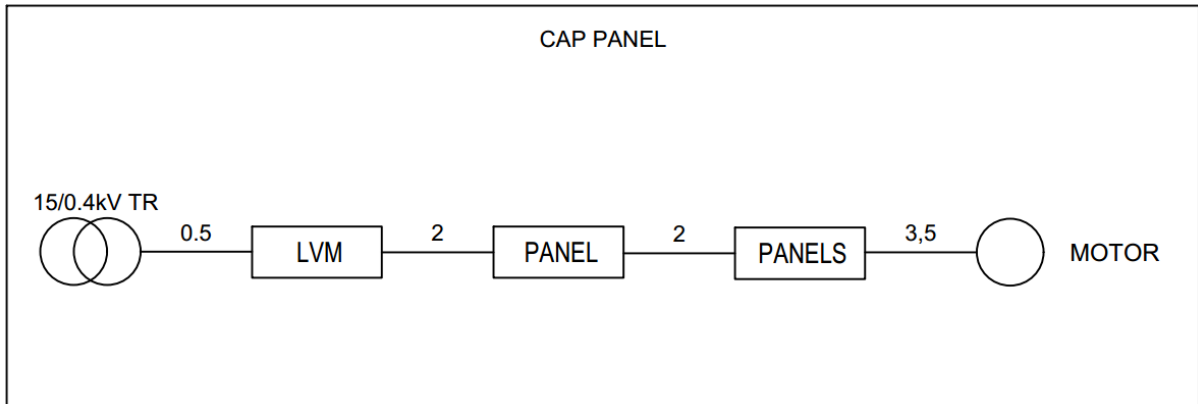 CAP PANEL
15/0.4kV TR
0.5
LVM
2
PANEL
2
PANELS
3,5
MOTOR